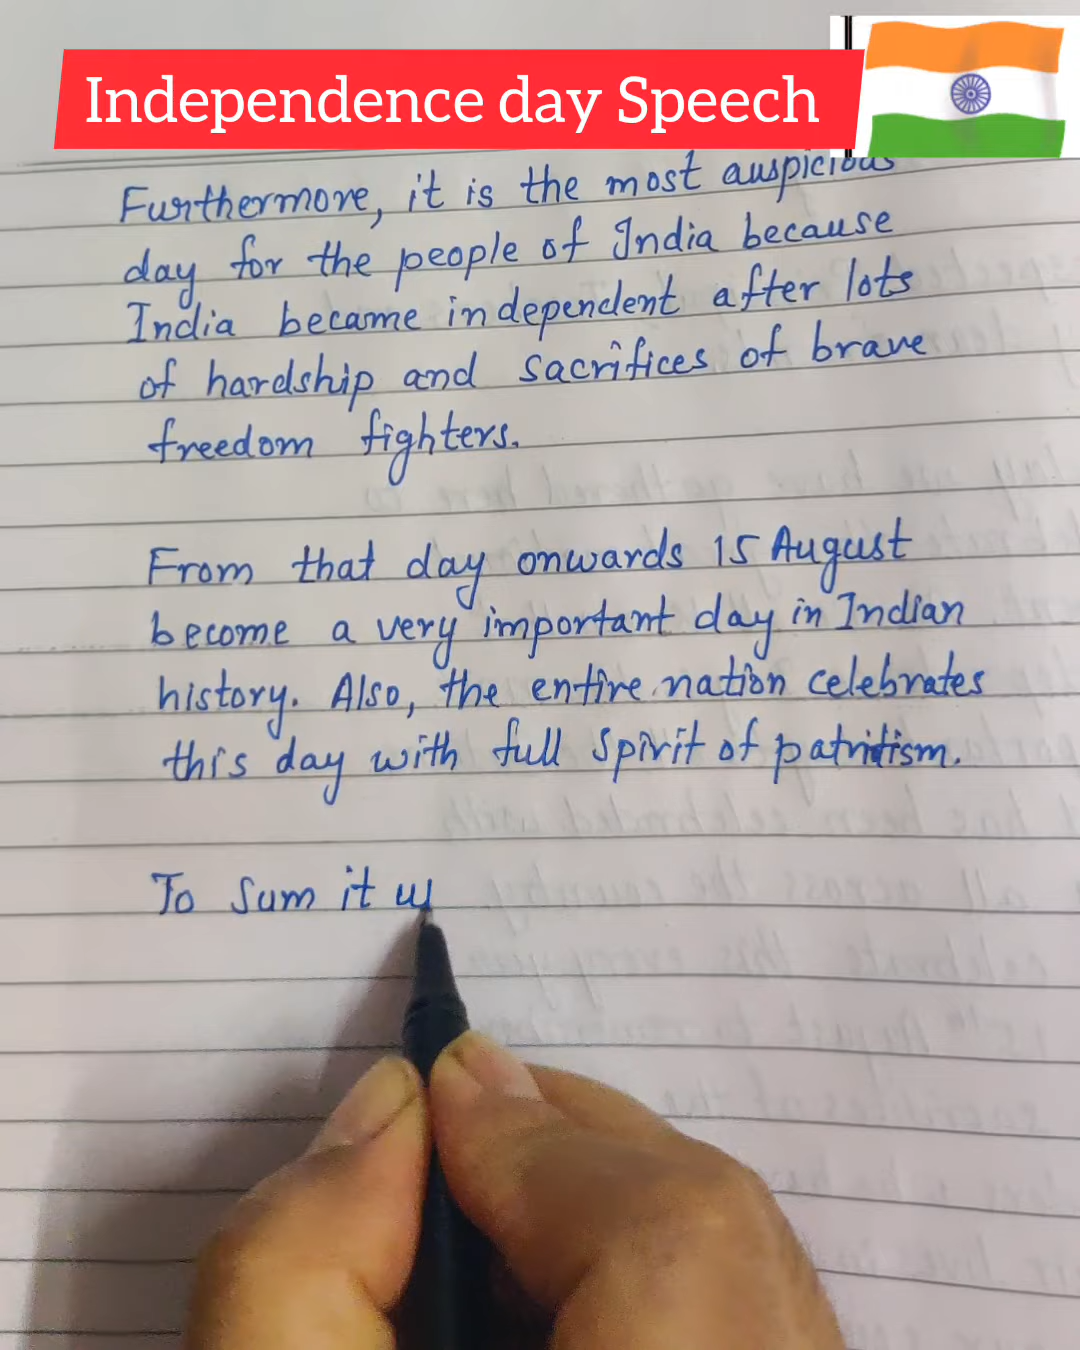 Independence day Speech
Furthermore, it is the most auspicious
day for the people of India because
India became independent after lots
of hardship and sacrifices of brave
freedom fighters.
From that day onwards 15 August
become a very important day in Indian
history. Also, the entire nation celebrates
this day with full spirit of patriotism.
To Sum it u